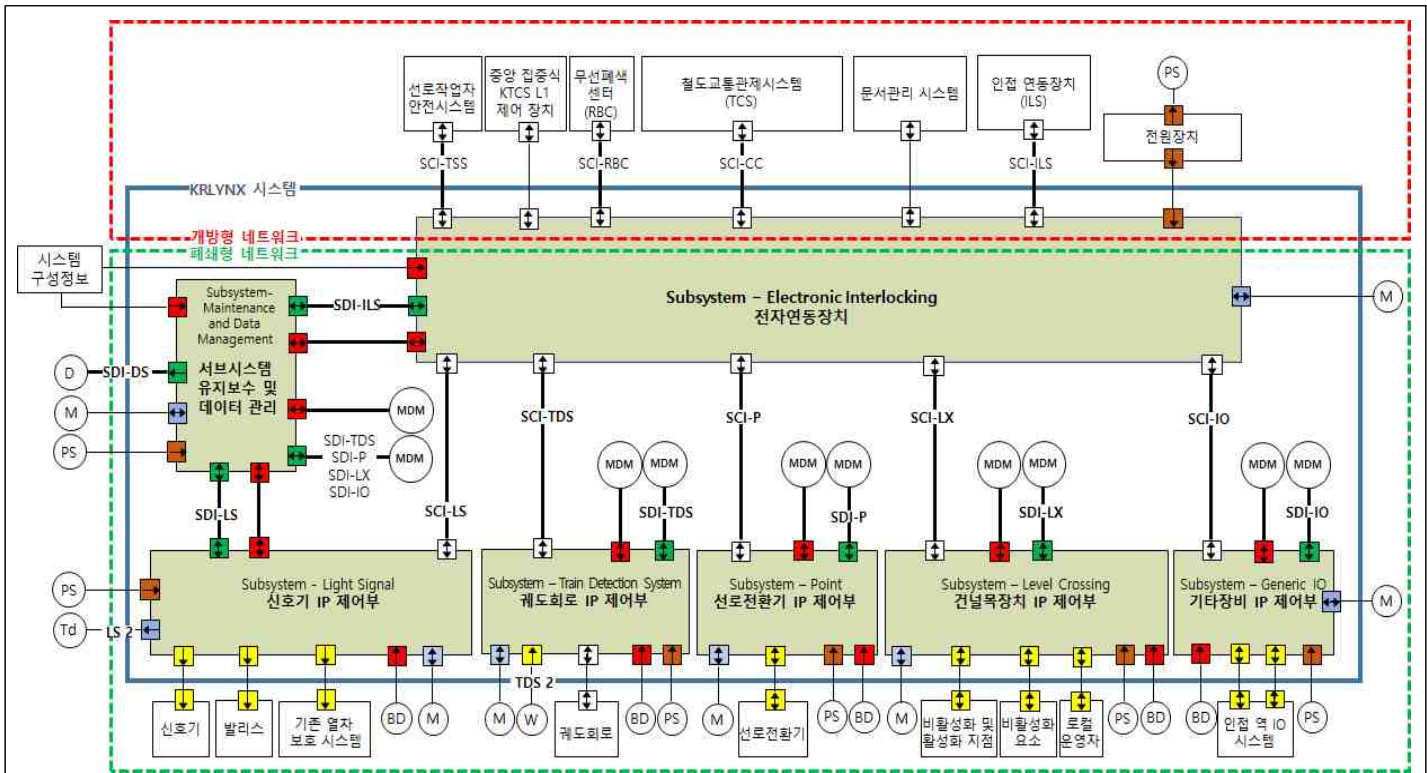 선로작업자
안전시스템
중앙 집중식
KTCS L1
제어 장치
무선폐색
센터
(RBC)
철도교통관제시스템
(TCS)
문서관리 시스템
인접 연동장치
(ILS)
PS
전원장치
SCI-TSS
SCI-RBC
SCI-CC
SCI-ILS
KRLYNX 시스템
개방형 네트워크
폐쇄형 네트워크
시스템
구성정보
Subsystem-
Maintenance
and Data
Management
서브시스템
유지보수 및
데이터 관리
SDI-ILS
Subsystem – Electronic Interlocking
전자연동장치
M
D
SDI-DS
M
PS
MDM
MDM
SDI-TDS
SDI-P
SDI-LX
SDI-IO
SDI-LS
SCI-LS
SCI-TDS
SCI-P
SCI-LX
SCI-IO
MDM
MDM
SDI-TDS
MDM
MDM
SDI-P
MDM
MDM
SDI-LX
MDM
MDM
SDI-IO
Subsystem - Light Signal
신호기 IP 제어부
Subsystem – Train Detection System
궤도회로 IP 제어부
Subsystem – Point
선로전환기 IP 제어부
Subsystem – Level Crossing
건널목장치 IP 제어부
Subsystem – Generic IO
기타장비 IP 제어부
PS
Td
LS 2
M
TDS 2
신호기
발리스
기존 열차
보호 시스템
BD
M
M
W
궤도회로
BD
PS
M
선로전환기
PS
BD
M
비활성화 및
활성화 지점
비활성화
요소
로컬
운영자
PS
BD
BD
인접 역 IO
시스템
PS